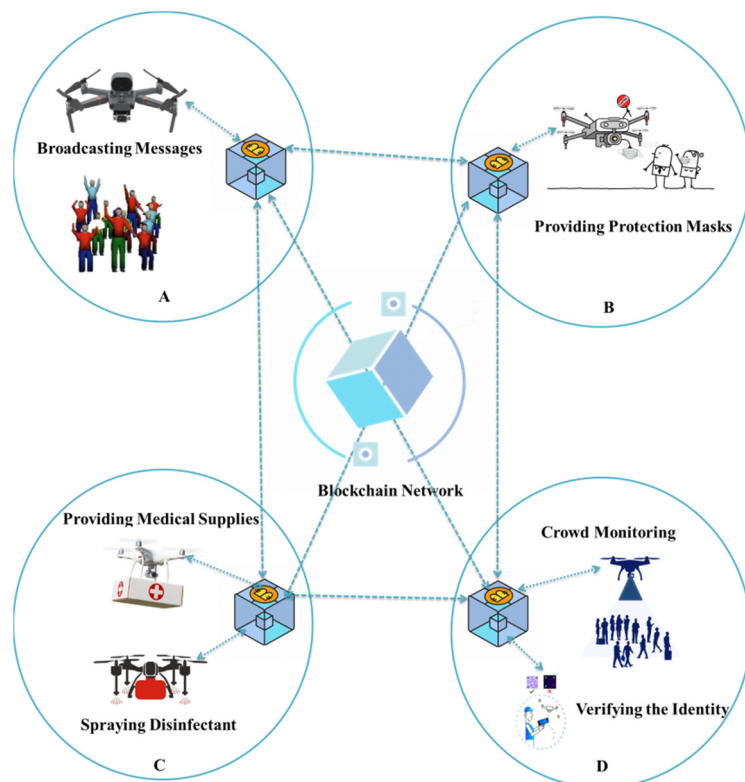 Broadcasting Messages
A
Providing Protection Masks
B
Blockchain Network
Providing Medical Supplies
Spraying Disinfectant
C
Crowd Monitoring
Verifying the Identity
D